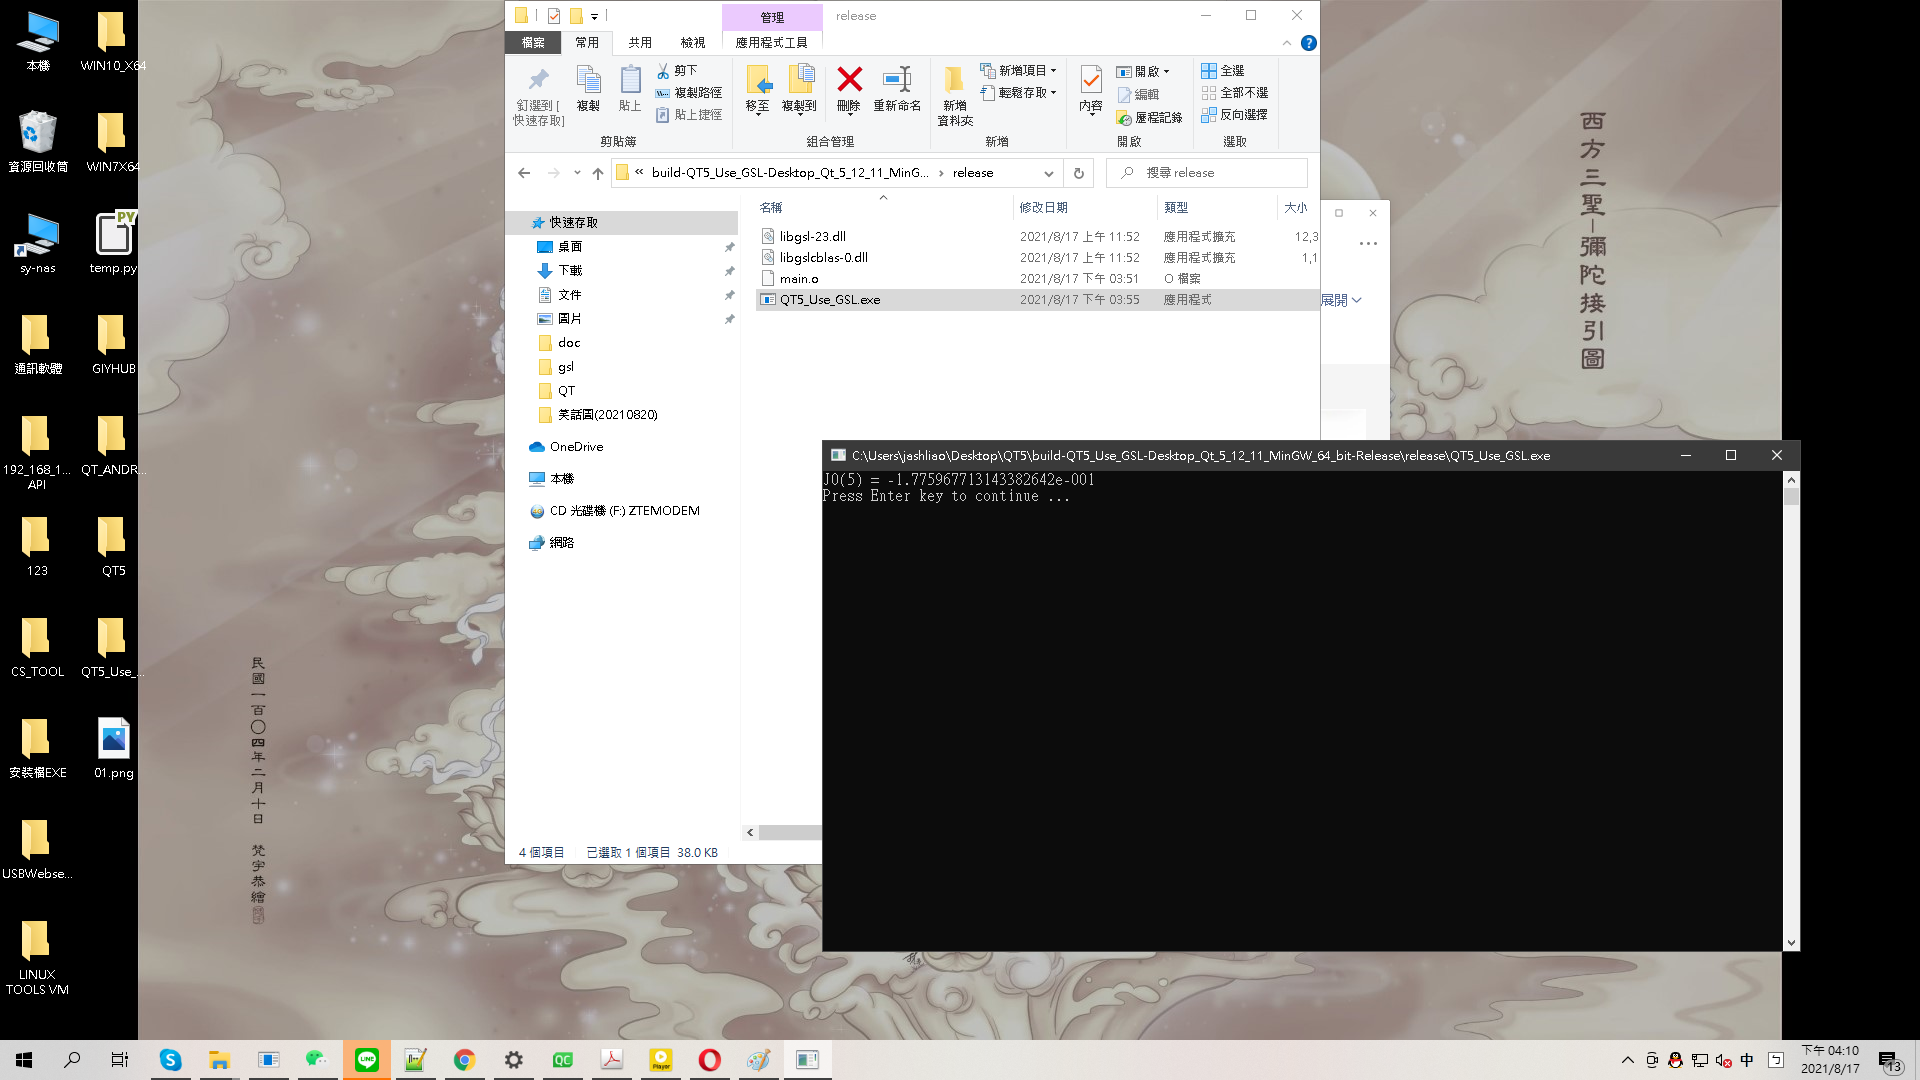 本機
WIN10_X64
資源回收筒
WIN7X64
sy-nas
PY
temp.py
通訊軟體
GIYHUB
192_168_1...
API
QT_ANDR...
123
QT5
CS_TOOL
QT5_Use_...
安裝檔EXE
01.png
USBWebse...
LINUX
TOOLS VM
管理
release
檔案
常用
共用
檢視
應用程式工具
釘選到 [
快速存取]
複製
貼上
剪下
複製路徑
貼上捷徑
剪貼簿
移至
複製到
刪除
重新命名
組合管理
新增
資料夾
新增項目
輕鬆存取
新增
內容
開啟
編輯
歷程記錄
開啟
全選
全部不選
反向選擇
選取
« build-QT5_Use_GSL-Desktop_Qt_5_12_11_MinG... › release
搜尋 release
快速存取
桌面
下載
文件
圖片
doc
gsl
QT
笑話圖(20210820)
OneDrive
本機
CD 光碟機 (F:) ZTEMODEM
網路
名稱 修改日期 類型 大小
libgsl-23.dll 2021/8/17 上午 11:52 應用程式擴充 12,3
libgslcblas-0.dll 2021/8/17 上午 11:52 應用程式擴充 1,1
main.o 2021/8/17 下午 03:51 O 檔案
QT5_Use_GSL.exe 2021/8/17 下午 03:55 應用程式
4 個項目 已選取 1 個項目 38.0 KB
展開
C:\Users\jashliao\Desktop\QT5\build-QT5_Use_GSL-Desktop_Qt_5_12_11_MinGW_64_bit-Release\release\QT5_Use_GSL.exe
J0(5) = -1.775967713143382642e-001
Press Enter key to continue ...
西方三聖─彌陀接引圖
民國一百〇四年二月十日 梵宇恭繪
LINE
QC
Player
中
下午 04:10
2021/8/17
13